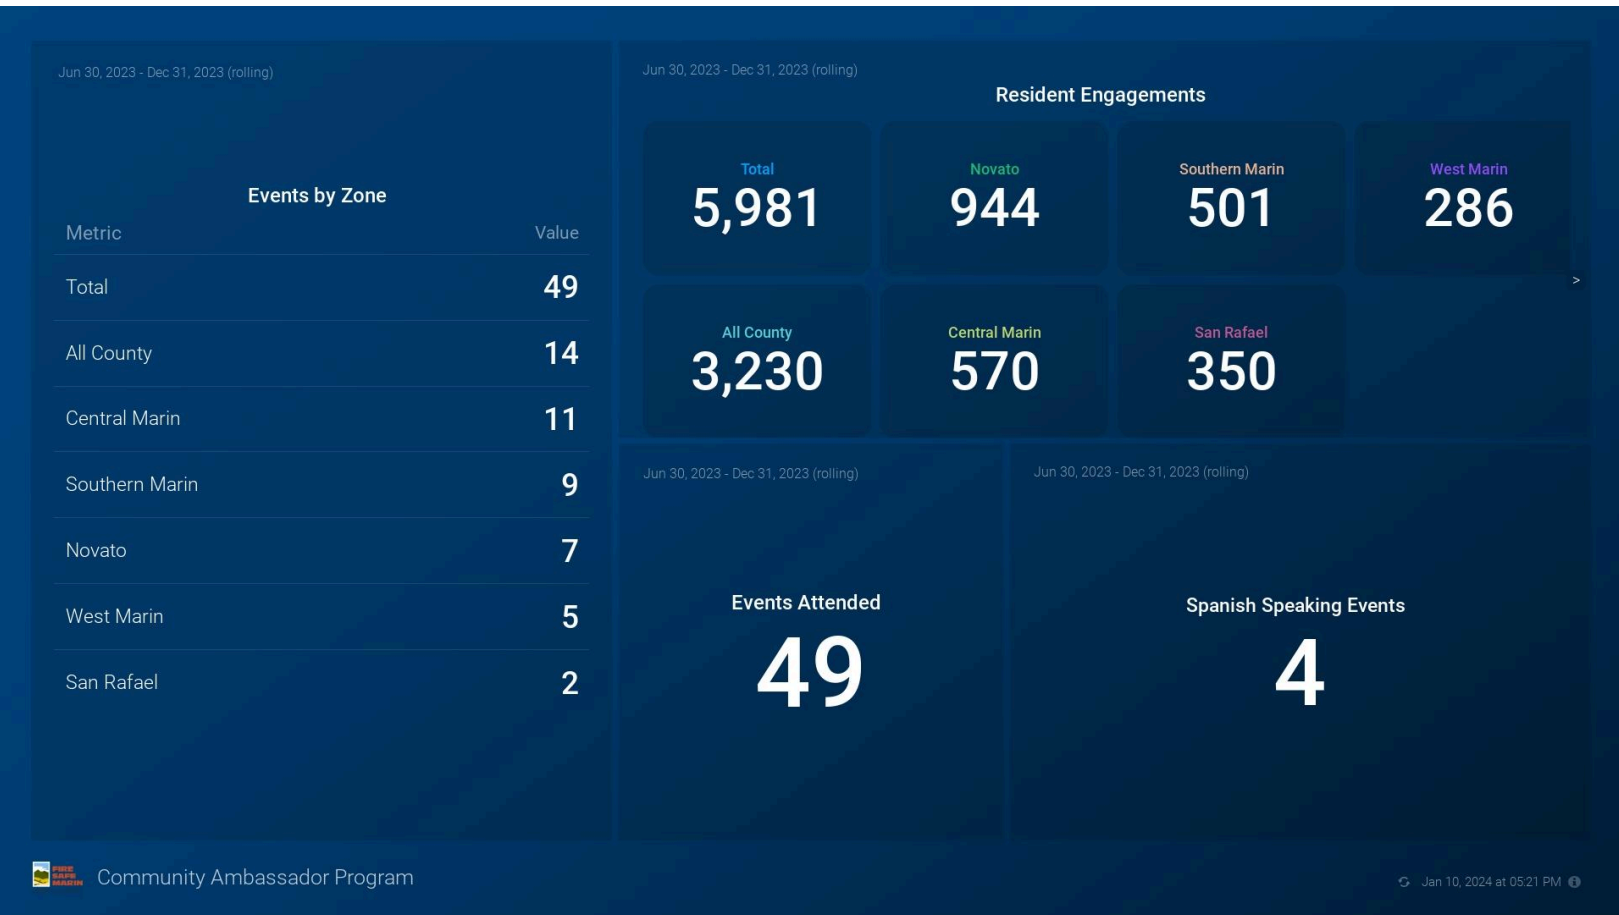 Jun 30, 2023 - Dec 31, 2023 (rolling)
Events by Zone
Metric Value
Total 49
All County 14
Central Marin 11
Southern Marin 9
Novato 7
West Marin 5
San Rafael 2
Jun 30, 2023 - Dec 31, 2023 (rolling)
Resident Engagements
Total Novato Southern Marin West Marin
5,981 944 501 286
>
All County Central Marin San Rafael
3,230 570 350
Jun 30, 2023 - Dec 31, 2023 (rolling)
Events Attended
49
Jun 30, 2023 - Dec 31, 2023 (rolling)
Spanish Speaking Events
4
FIRE
SAFE
MARIN
Community Ambassador Program
Jan 10, 2024 at 05:21 PM